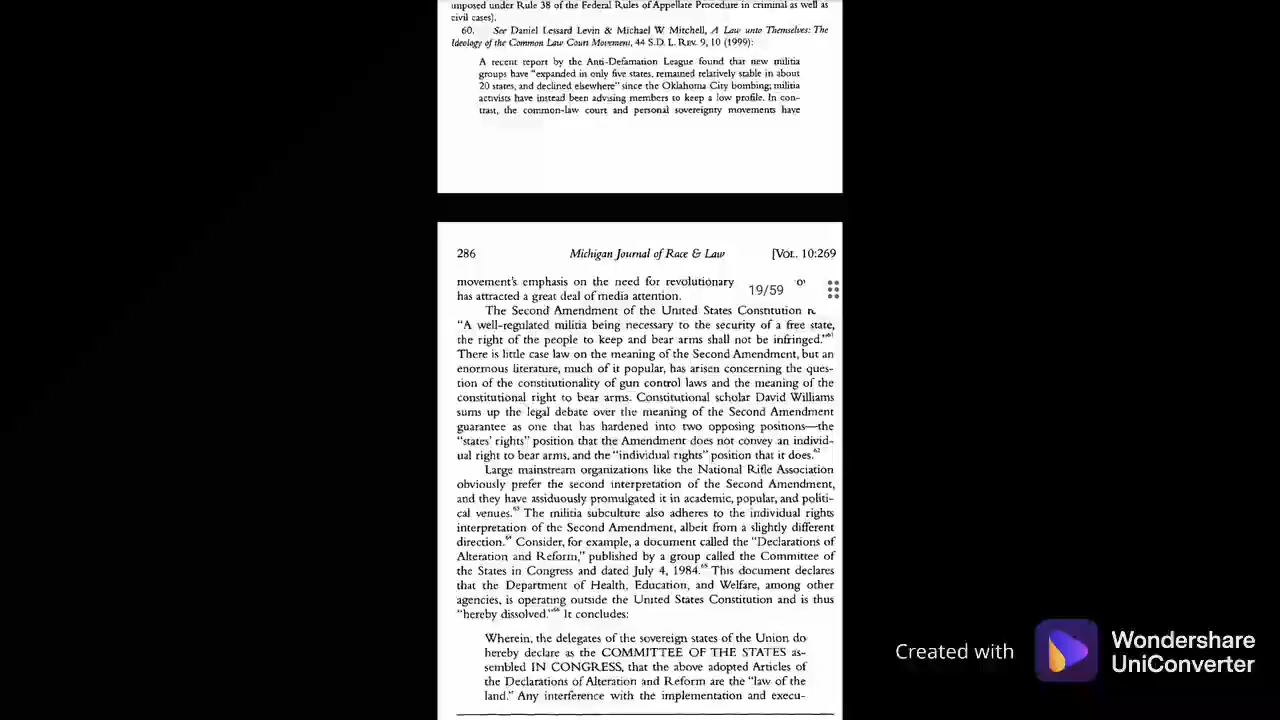 imposed under Rule 38 of the Federal Rules of Appellate Procedure in criminal as well as
civil cases).
60. See Daniel Lessard Levin & Michael W. Mitchell, A Law unto Themselves: The
Ideology of the Common Law Court Movement, 44 S.D. L. REV. 9, 10 (1999):
A recent report by the Anti-Defamation League found that new militia
groups have "expanded in only five states, remained relatively stable in about
20 states, and declined elsewhere" since the Oklahoma City bombing; militia
activists have instead been advising members to keep a low profile. In con-
trast, the common-law court and personal sovereignty movements have
286 Michigan Journal of Race & Law [VOL. 10:269
movement's emphasis on the need for revolutionary
has attracted a great deal of media attention.
19/59
The Second Amendment of the United States Constitution
"A well-regulated militia being necessary to the security of a free state,
the right of the people to keep and bear arms shall not be infringed."61
There is little case law on the meaning of the Second Amendment, but an
enormous literature, much of it popular, has arisen concerning the ques-
tion of the constitutionality of gun control laws and the meaning of the
constitutional right to bear arms. Constitutional scholar David Williams
sums up the legal debate over the meaning of the Second Amendment
guarantee as one that has hardened into two opposing positions—the
"states' rights" position that the Amendment does not convey an individ-
ual right to bear arms, and the "individual rights" position that it does.62
Large mainstream organizations like the National Rifle Association
obviously prefer the second interpretation of the Second Amendment,
and they have assiduously promulgated it in academic, popular, and politi-
cal venues.63 The militia subculture also adheres to the individual rights
interpretation of the Second Amendment, albeit from a slightly different
direction.64 Consider, for example, a document called the "Declarations of
Alteration and Reform," published by a group called the Committee of
the States in Congress and dated July 4, 1984.65 This document declares
that the Department of Health, Education, and Welfare, among other
agencies, is operating outside the United States Constitution and is thus
"hereby dissolved."66 It concludes:
Wherein, the delegates of the sovereign states of the Union do
hereby declare as the COMMITTEE OF THE STATES as-
sembled IN CONGRESS, that the above adopted Articles of
the Declarations of Alteration and Reform are the "law of the
land." Any interference with the implementation and execu-
Created with
Wondershare
UniConverter